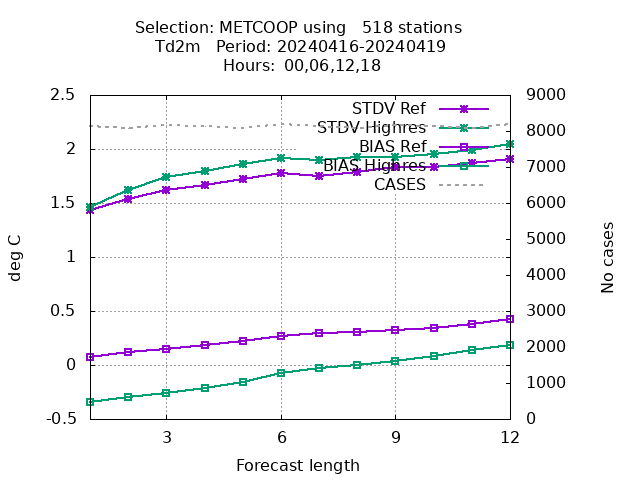 Selection: METCOOP using   518 stations
Td2m   Period: 20240416-20240419
Hours: 00,06,12,18
2.5
2
1.5
1
0.5
0
-0.5
deg C
9000
8000
7000
6000
5000
4000
3000
2000
1000
0
No cases
STDV Ref
STDV Highres
BIAS Ref
BIAS Highres
CASES
3 6 9 12
Forecast length